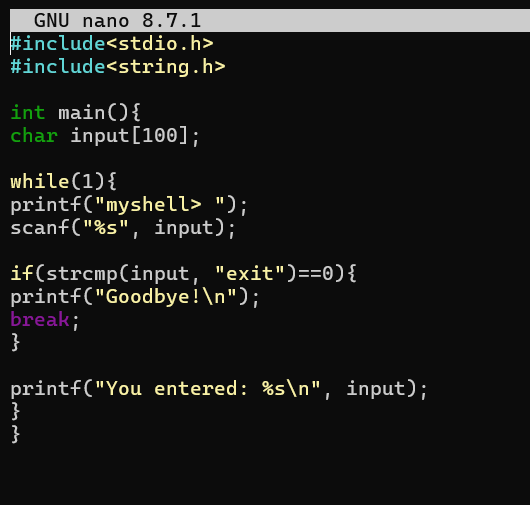 GNU nano 8.7.1
#include<stdio.h>
#include<string.h>
int main(){
char input[100];
while(1){
printf("myshell> ");
scanf("%s", input);
if(strcmp(input, "exit")==0){
printf("Goodbye!\n");
break;
}
printf("You entered: %s\n", input);
}
}